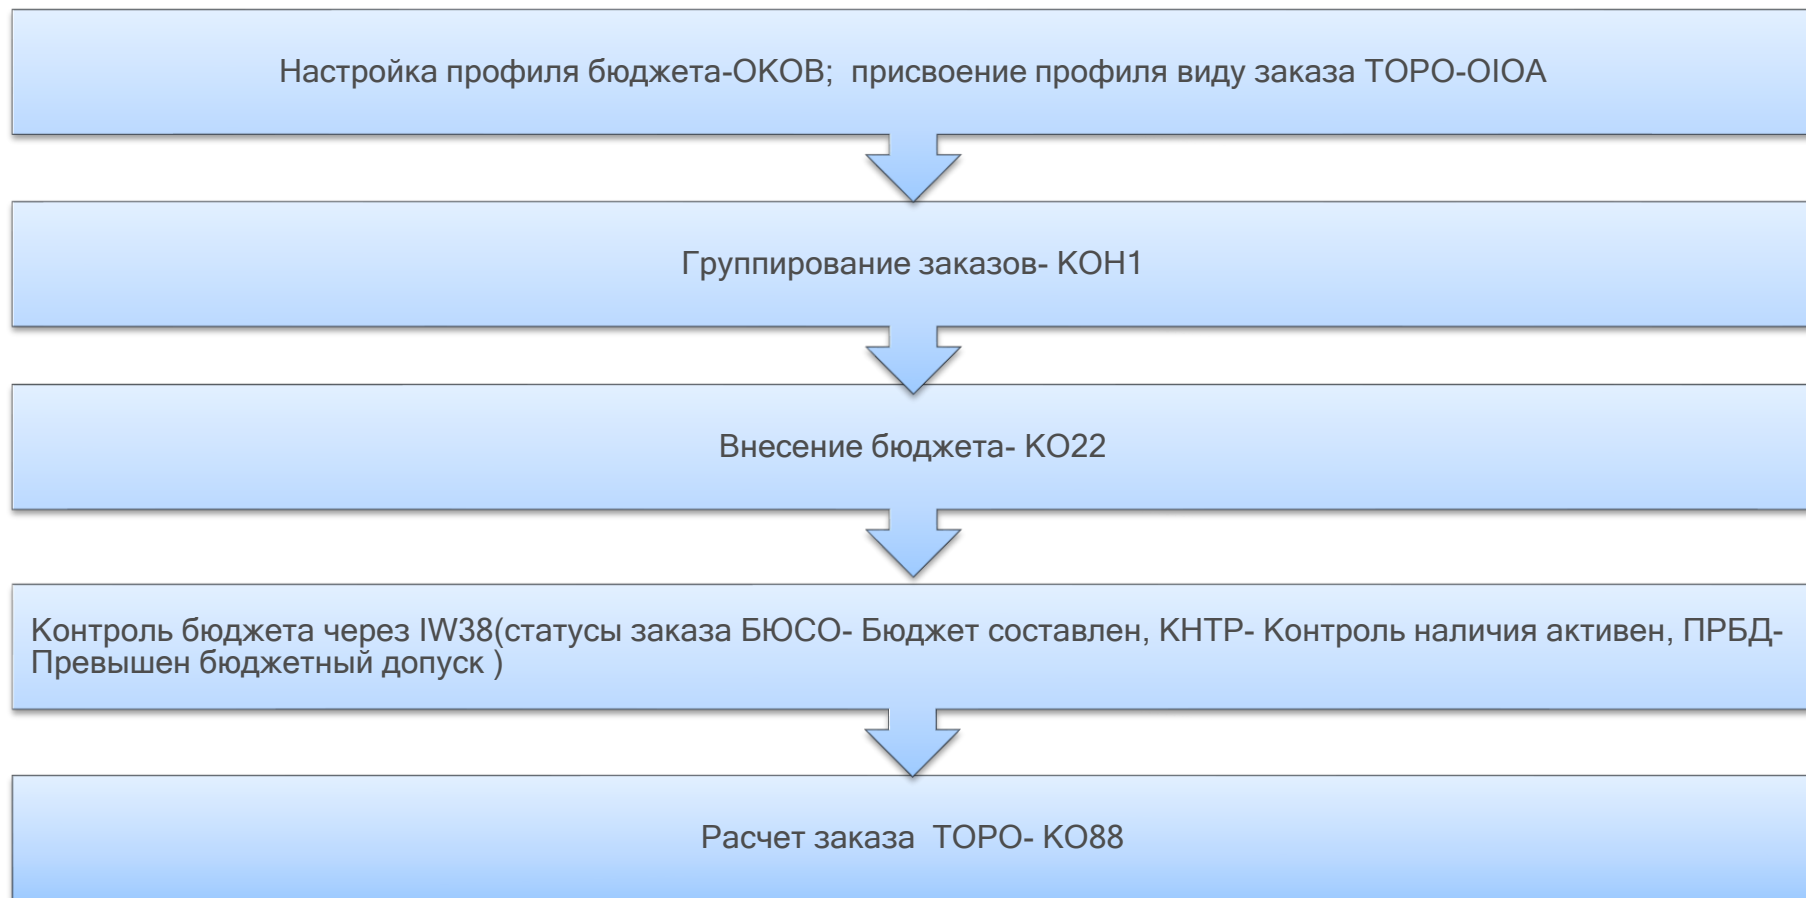 Настройка профиля бюджета-OKOB;  присвоение профиля виду заказа ТОРО-OIOA
Группирование заказов- KOH1
Внесение бюджета- KO22
Контроль бюджета через IW38(статусы заказа БЮСО- Бюджет составлен, КНТР- Контроль наличия активен, ПРБД-
Превышен бюджетный допуск )
Расчет заказа  ТОРО- KO88